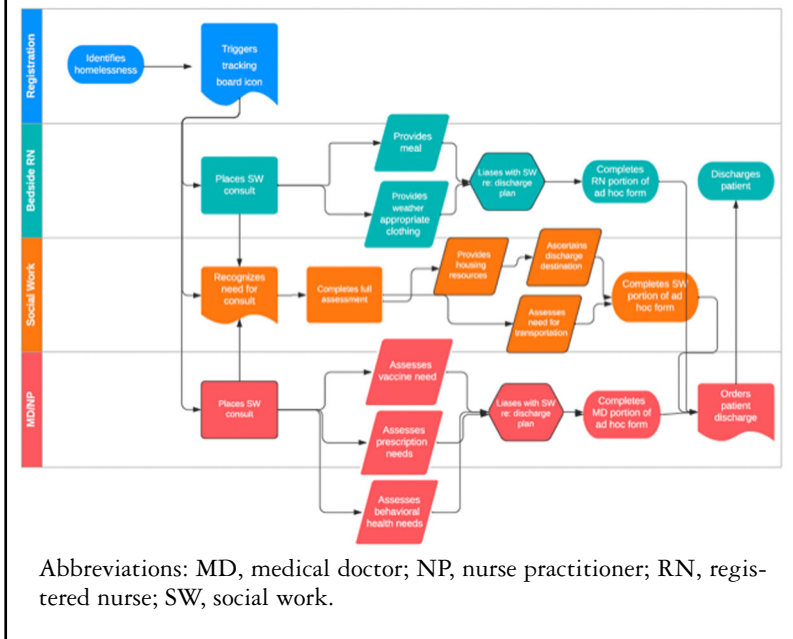 Registration
Identifies
homelessness
Triggers
tracking
board icon
Bedside RN
Places SW
consult
Provides
meal
Provides
weather
appropriate
clothing
Liases with SW
re: discharge
plan
Completes
RN portion of
ad hoc form
Discharges
patient
Social Work
Recognizes
need for
consult
Completes full
assessment
Provides
housing
resources
Ascertains
discharge
destination
Assesses
need for
transportation
Completes SW
portion of ad
hoc form
MD/NP
Places SW
consult
Assesses
vaccine need
Assesses
prescription
needs
Assesses
behavioral
health needs
Liases with SW
re: discharge
plan
Completes
MD portion of
ad hoc form
Orders
patient
discharge
Abbreviations: MD, medical doctor; NP, nurse practitioner; RN, regis-
tered nurse; SW, social work.